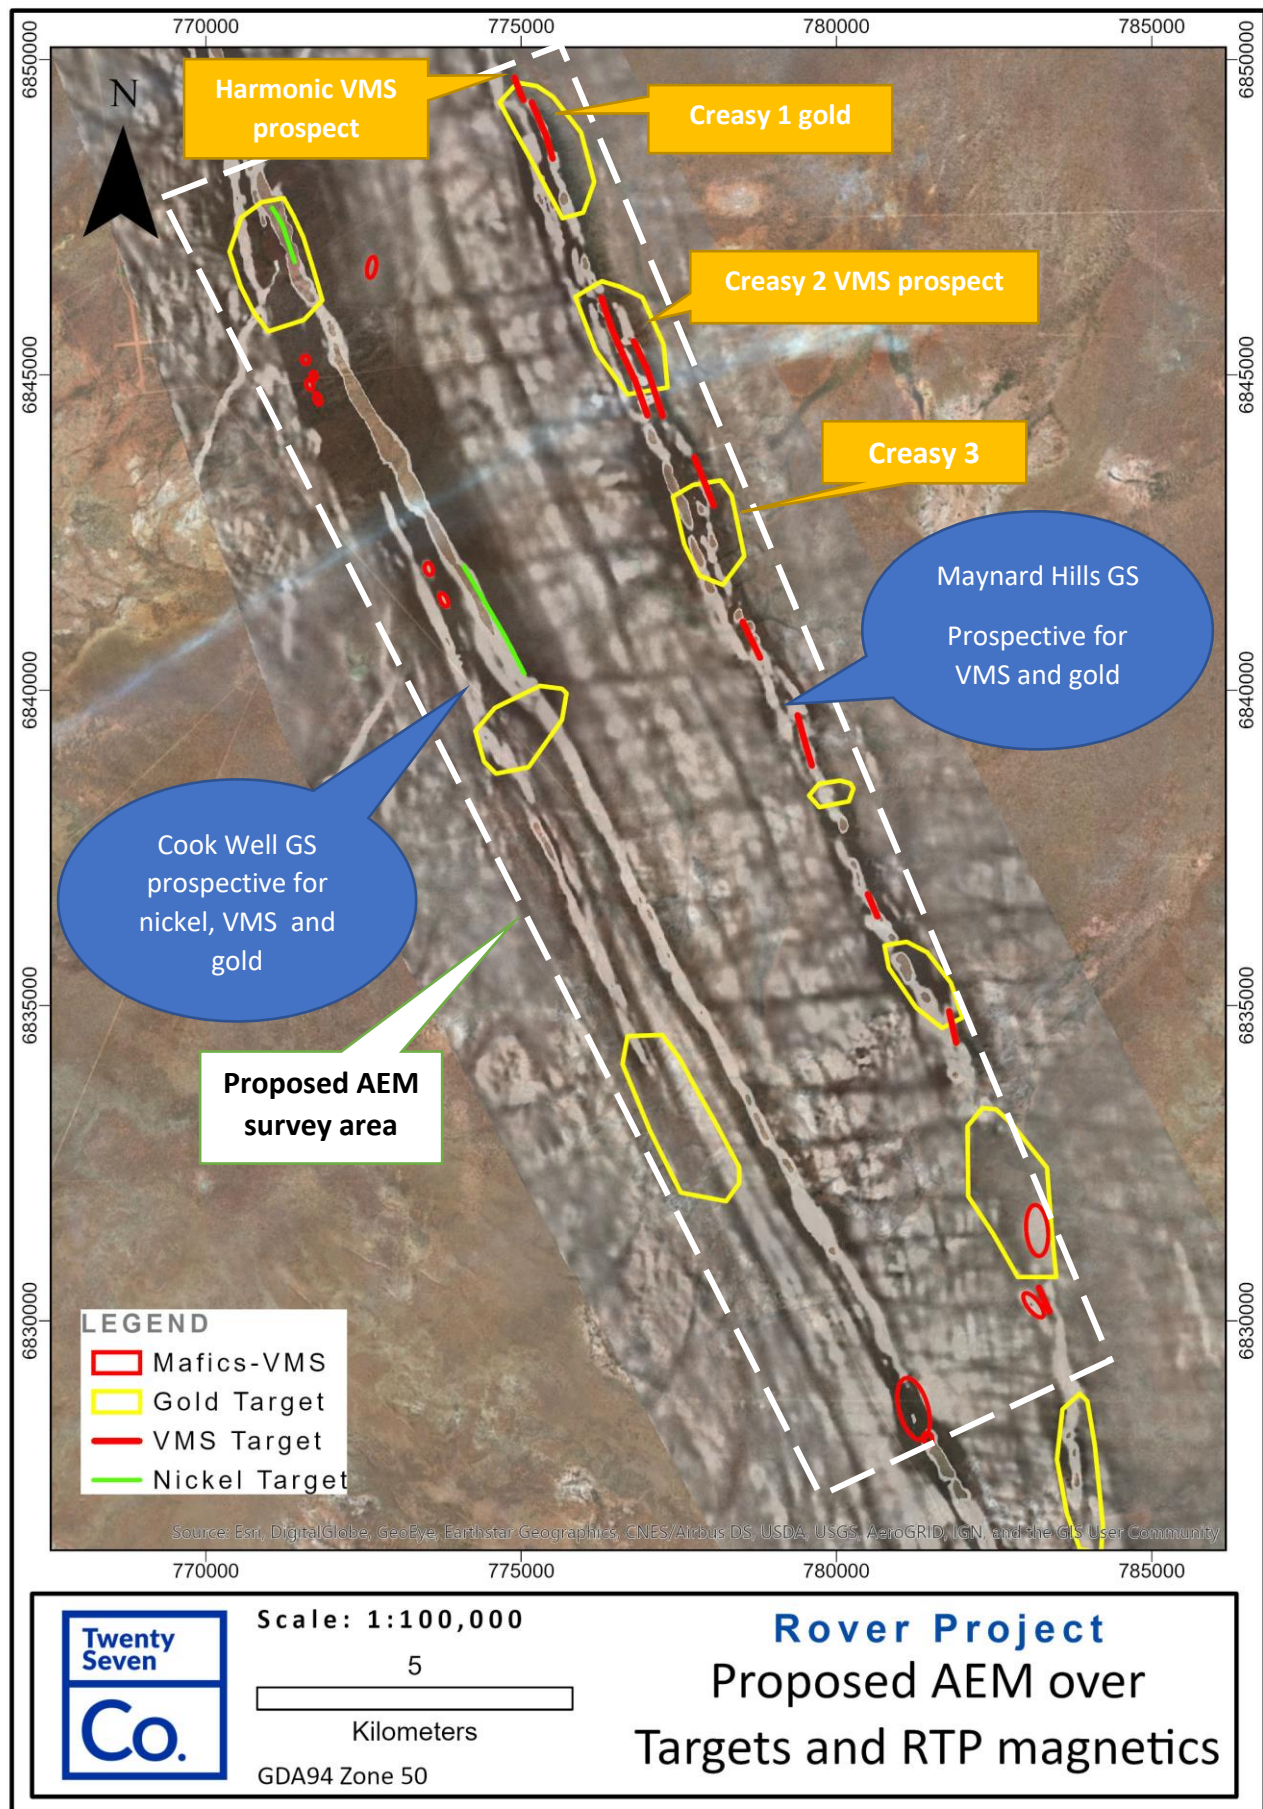 770000
775000
780000
785000
6850000
6850000
N
Harmonic VMS
prospect
Creasy 1 gold
Creasy 2 VMS prospect
6845000
6845000
Creasy 3
Maynard Hills GS
Prospective for
VMS and gold
6840000
6840000
Cook Well GS
prospective for
nickel, VMS and
gold
6835000
6835000
Proposed AEM
survey area
6830000
6830000
LEGEND
Mafics-VMS
Gold Target
VMS Target
Nickel Target
Source: Esri, DigitalGlobe, GeoEye, Earthstar Geographics, CNES/Airbus DS, USDA, USGS, AeroGRID, IGN, and the GIS User Community
770000
775000
780000
785000
Twenty
Seven
Co.
Scale: 1:100,000
5
Kilometers
GDA94 Zone 50
Rover Project
Proposed AEM over
Targets and RTP magnetics